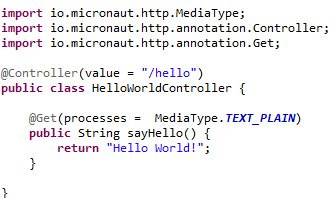 import io.micronaut.http.MediaType;
import io.micronaut.http.annotation.Controller;
import io.micronaut.http.annotation.Get;
@Controller(value = "/hello")
public class HelloWorldController {
    @Get(processes =  MediaType.TEXT_PLAIN)
    public String sayHello() {
        return "Hello World!";
    }
}